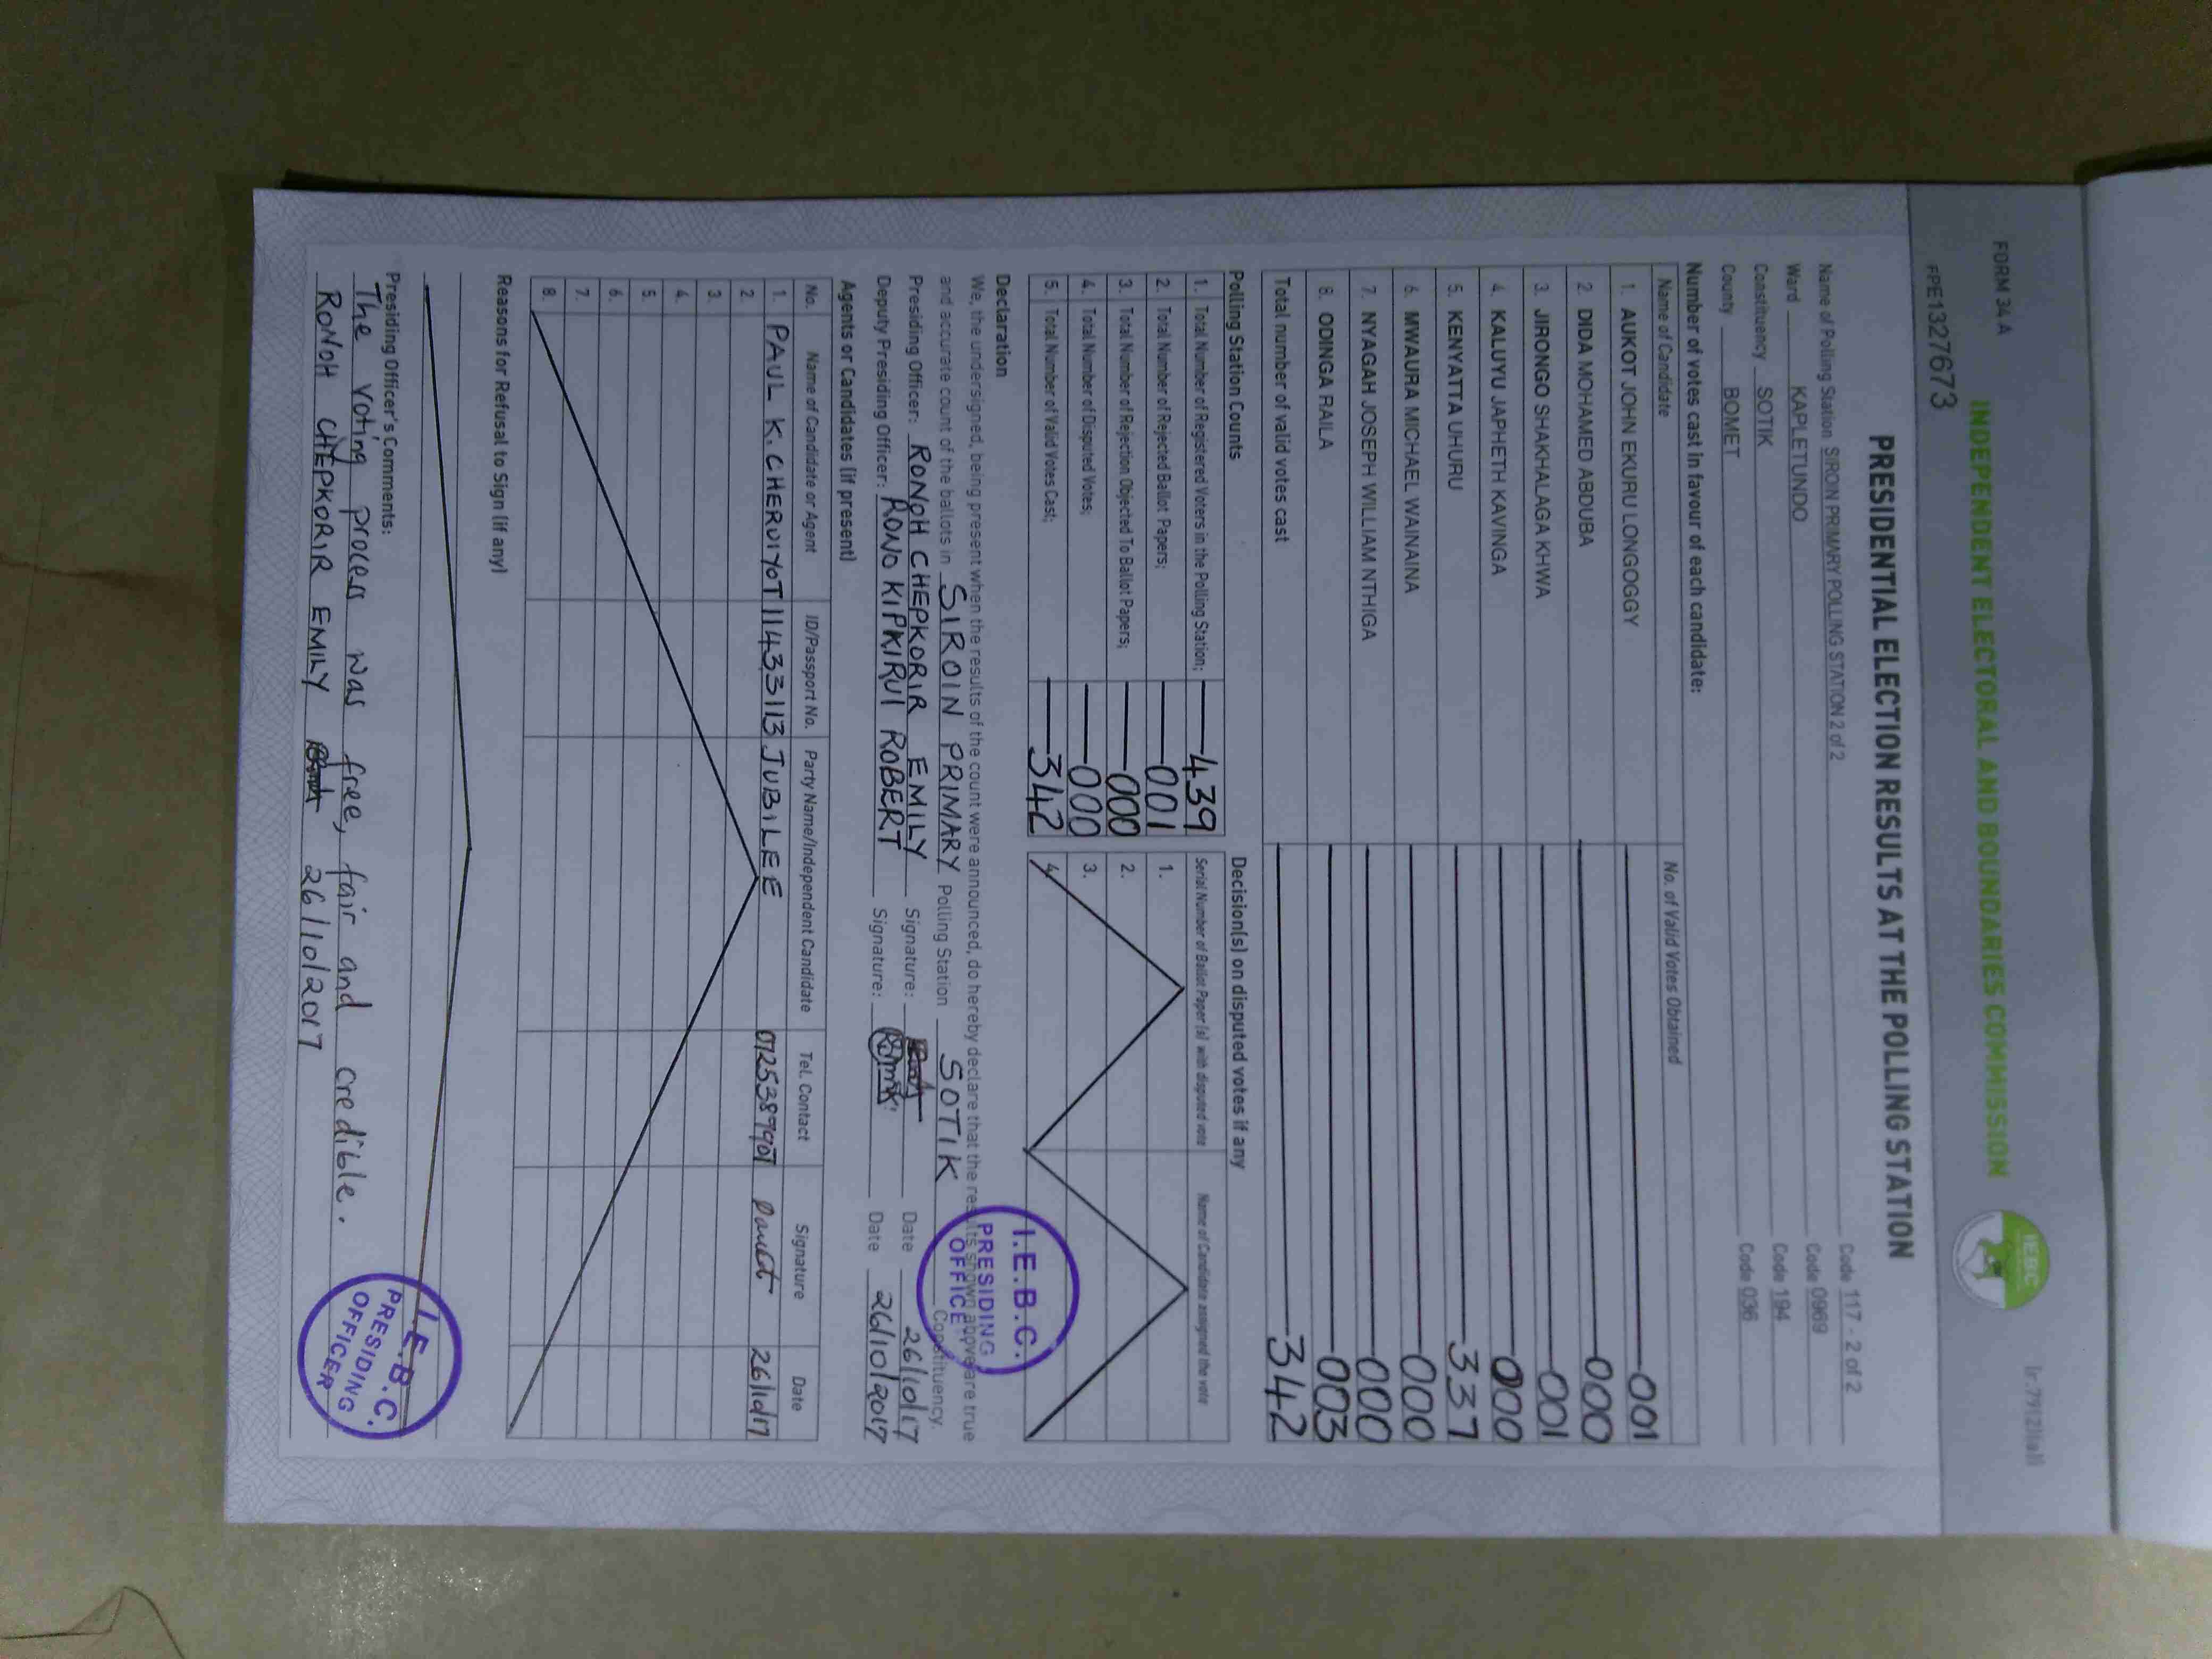 FORM 34 A
INDEPENDENT ELECTORAL AND BOUNDARIES COMMISSION
IEBC
PRESIDENTIAL ELECTION RESULTS AT THE POLLING STATION
Name of Polling Station SIROIN PRIMARY POLLING STATION 2 of 2 Code 117 - 2 of 2
Ward KAPLETUNDO Code 0969
Constituency SOTIK Code 194
County BOMET Code 036
Number of votes cast in favour of each candidate:
Name of Candidate No. of Valid Votes Obtained
1. AUKOT JOHN EKURU LONGOGGY 001
2. DIDA MOHAMED ABDUBA 000
3. JIRONGO SHAKHALAGA KHWA 001
4. KALUYU JAPHETH KAVINGA 000
5. KENYATTA UHURU 337
6. MWAURA MICHAEL WAINAINA 000
7. NYAGAH JOSEPH WILLIAM NTHIGA 000
8. ODINGA RAILA 003
Total number of valid votes cast 342
Polling Station Counts
1. Total Number of Registered Voters in the Polling Station; 439
2. Total Number of Rejected Ballot Papers; 001
3. Total Number of Rejection Objected To Ballot Papers; 000
4. Total Number of Disputed Votes; 000
5. Total Number of Valid Votes Cast; 342
Decision(s) on disputed votes if any
Serial Number of Ballot Paper (s) with disputed vote Name of Candidate assigned the vote
1.
2.
3.
4.
Declaration
We, the undersigned, being present when the results of the count were announced, do hereby declare that the results shown above are true
and accurate count of the ballots in SIROIN PRIMARY Polling Station SOTIK Constituency.
Presiding Officer: RONOH CHEPKORIR EMILY Signature: Date 26/10/17
Deputy Presiding Officer: RONO KIPKIRUI ROBERT Signature: Date 26/10/2017
I.E.B.C.
PRESIDING
OFFICE
Agents or Candidates (if present)
No. Name of Candidate or Agent ID/Passport No. Party Name/Independent Candidate Tel. Contact Signature Date
1. PAUL K. CHERUIYOT 11433113 JUBILEE 26/10/17
2.
3.
4.
5.
6.
7.
8.
Reasons for Refusal to Sign (if any)
Presiding Officer's Comments:
The voting process was free, fair and credible.
RONOH CHEPKORIR EMILY 26/10/2017
I.E.B.C.
PRESIDING
OFFICER